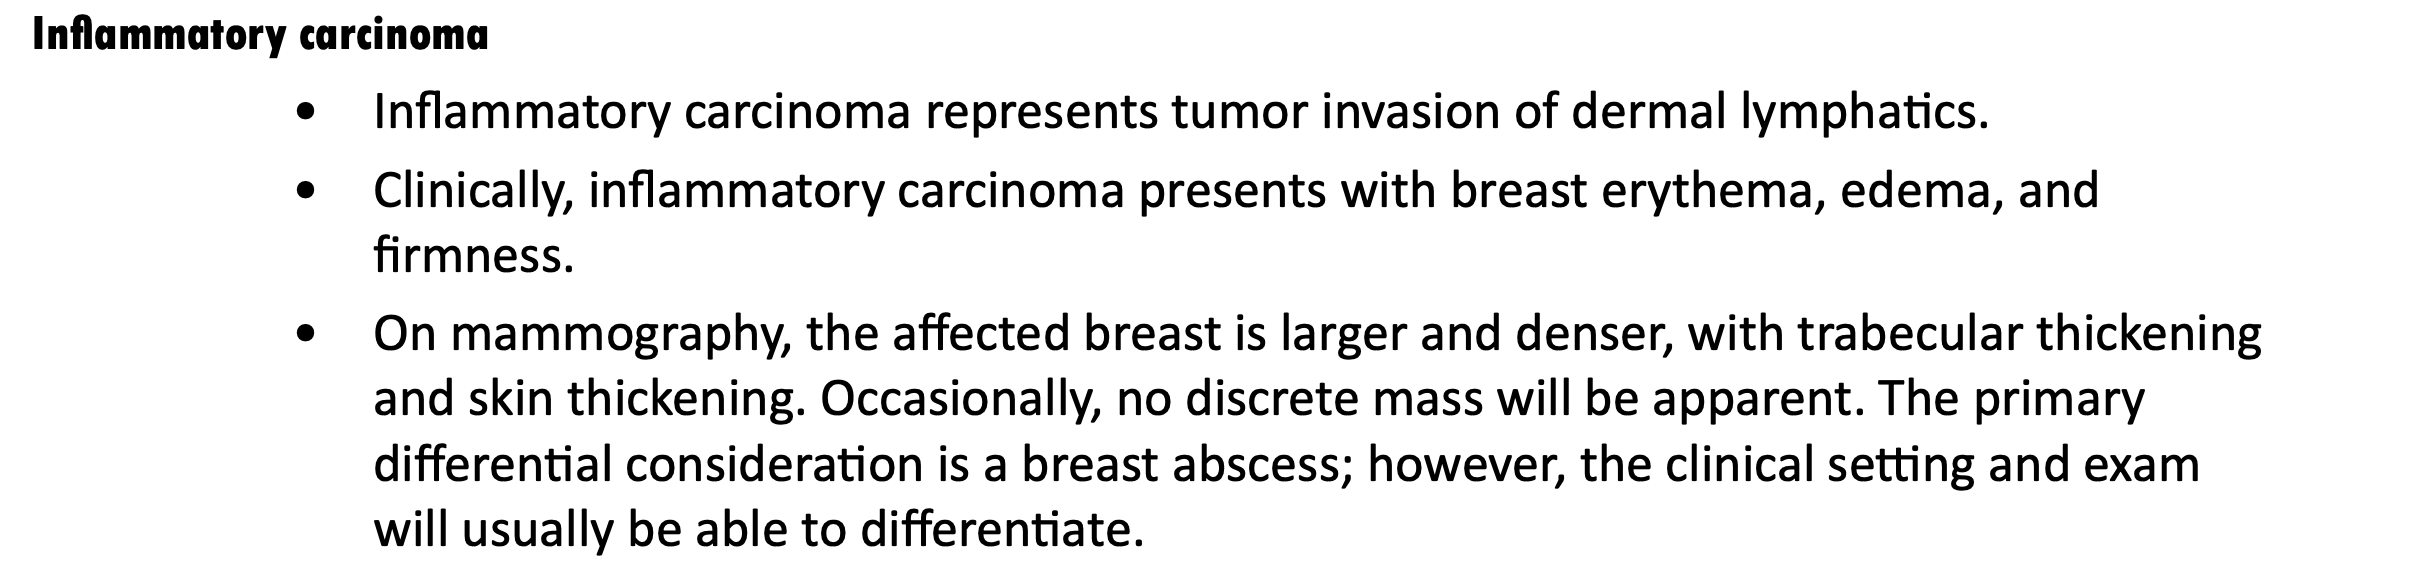 Inflammatory carcinoma
• Inflammatory carcinoma represents tumor invasion of dermal lymphatics.
• Clinically, inflammatory carcinoma presents with breast erythema, edema, and
firmness.
• On mammography, the affected breast is larger and denser, with trabecular thickening
and skin thickening. Occasionally, no discrete mass will be apparent. The primary
differential consideration is a breast abscess; however, the clinical setting and exam
will usually be able to differentiate.